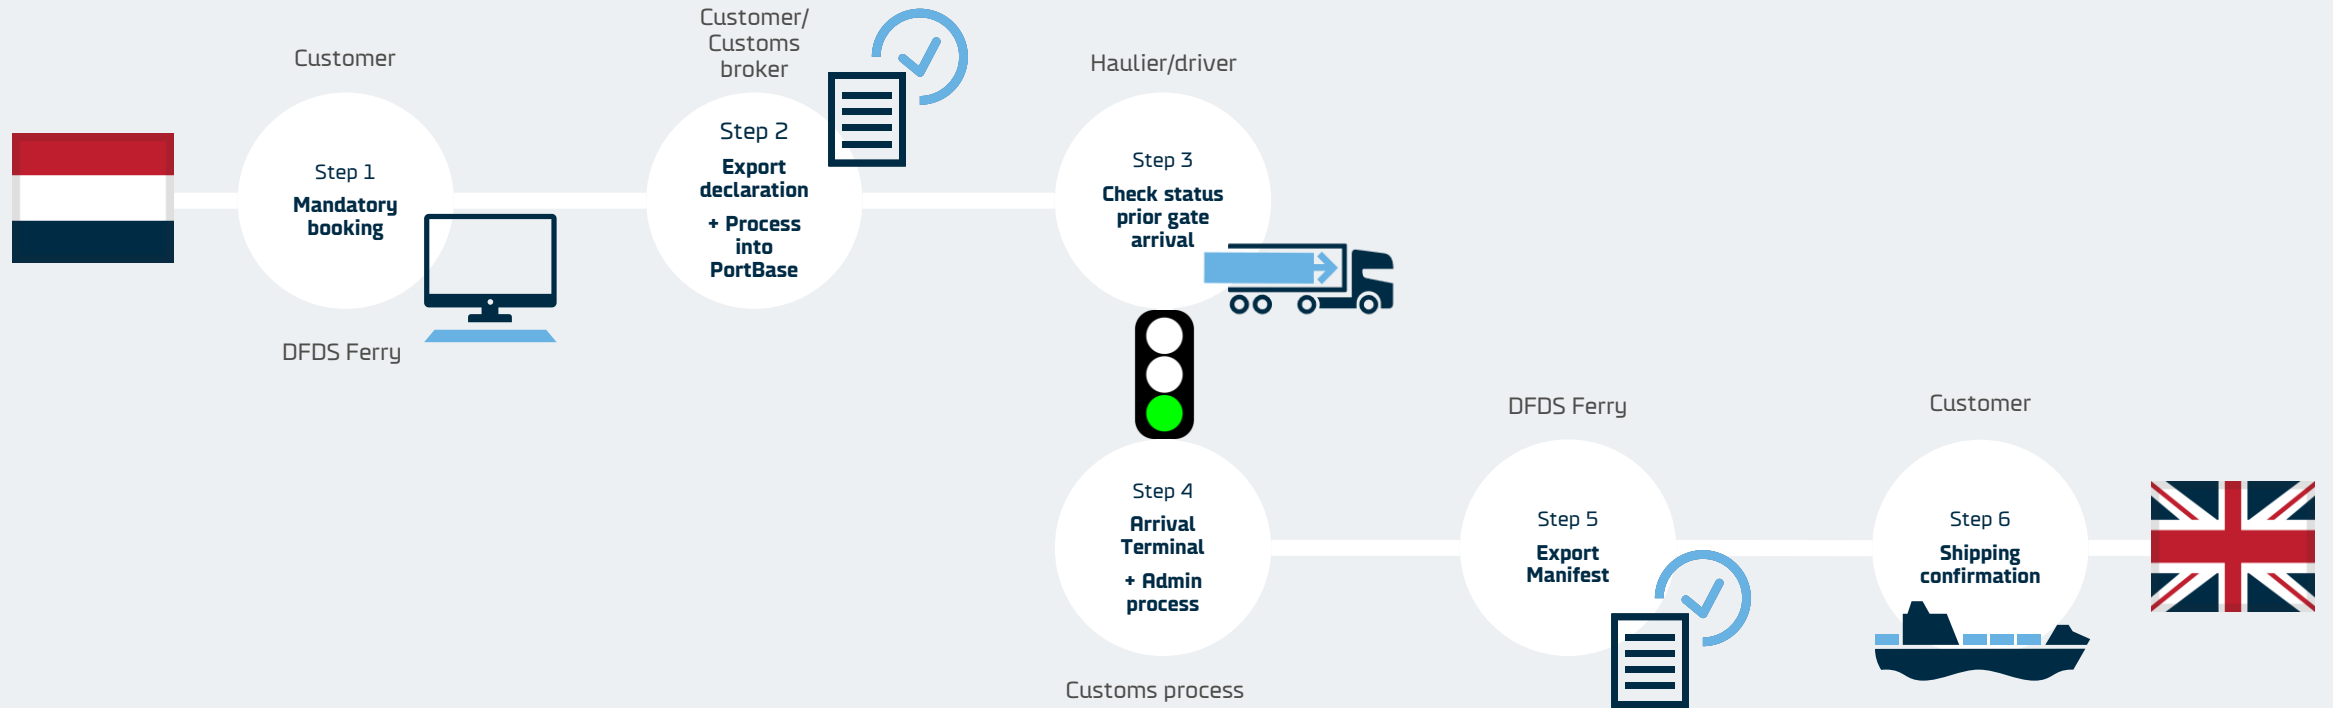 Customer
Step 1
Mandatory
booking
DFDS Ferry
Customer/
Customs
broker
Step 2
Export
declaration
+ Process
into
PortBase
Haulier/driver
Step 3
Check status
prior gate
arrival
Step 4
Arrival
Terminal
+ Admin
process
Customs process
DFDS Ferry
Step 5
Export
Manifest
Customer
Step 6
Shipping
confirmation